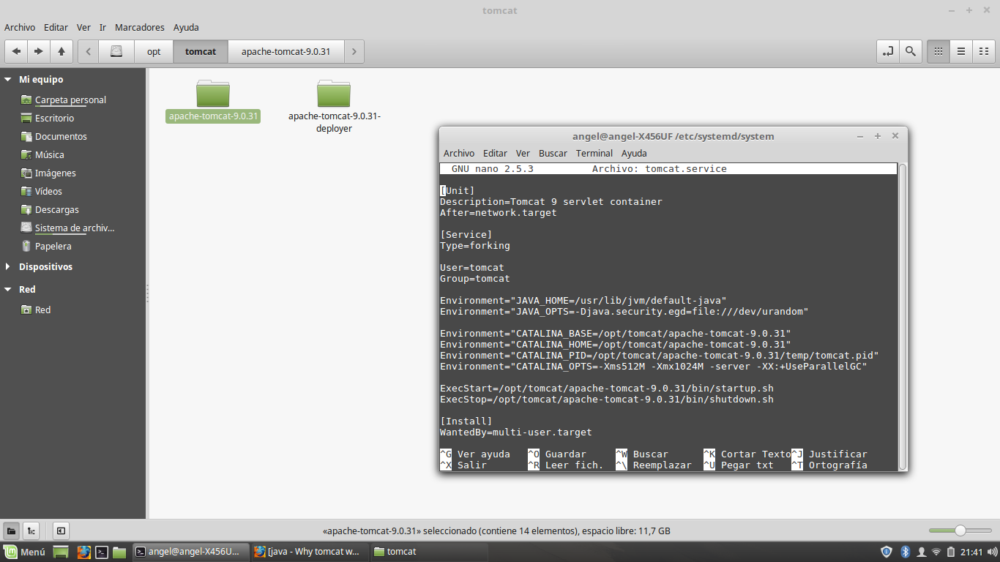 tomcat
Archivo Editar Ver Ir Marcadores Ayuda
opt tomcat apache-tomcat-9.0.31
Mi equipo
Carpeta personal
Escritorio
Documentos
Música
Imágenes
Vídeos
Descargas
Sistema de archiv...
Papelera
Dispositivos
Red
Red
apache-tomcat-9.0.31
apache-tomcat-9.0.31-
deployer
angel@angel-X456UF /etc/systemd/system
Archivo Editar Ver Buscar Terminal Ayuda
GNU nano 2.5.3 Archivo: tomcat.service
[Unit]
Description=Tomcat 9 servlet container
After=network.target
[Service]
Type=forking
User=tomcat
Group=tomcat
Environment="JAVA_HOME=/usr/lib/jvm/default-java"
Environment="JAVA_OPTS=-Djava.security.egd=file:///dev/urandom"
Environment="CATALINA_BASE=/opt/tomcat/apache-tomcat-9.0.31"
Environment="CATALINA_HOME=/opt/tomcat/apache-tomcat-9.0.31"
Environment="CATALINA_PID=/opt/tomcat/apache-tomcat-9.0.31/temp/tomcat.pid"
Environment="CATALINA_OPTS=-Xms512M -Xmx1024M -server -XX:+UseParallelGC"
ExecStart=/opt/tomcat/apache-tomcat-9.0.31/bin/startup.sh
ExecStop=/opt/tomcat/apache-tomcat-9.0.31/bin/shutdown.sh
[Install]
WantedBy=multi-user.target
^G Ver ayuda ^O Guardar ^W Buscar ^K Cortar Texto ^J Justificar
^X Salir ^R Leer fich. ^\ Reemplazar ^U Pegar txt ^T Ortografía
«apache-tomcat-9.0.31» seleccionado (contiene 14 elementos), espacio libre: 11,7 GB
Menú angel@angel-X456U... [java - Why tomcat w... tomcat 21:41